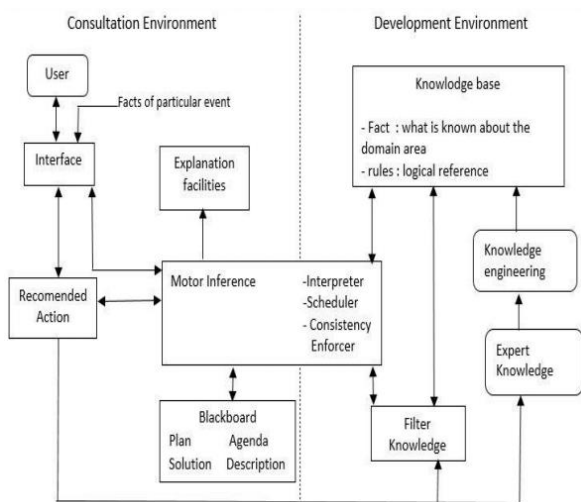 Consultation Environment
Development Environment
User
Facts of particular event
Interface
Explanation
facilities
Recomended
Action
Motor Inference
-Interpreter
-Scheduler
- Consistency
Enforcer
Blackboard
Plan Agenda
Solution Description
Knowlodge base
- Fact : what is known about the
domain area
- rules : logical reference
Knowledge
engineering
Expert
Knowledge
Filter
Knowledge